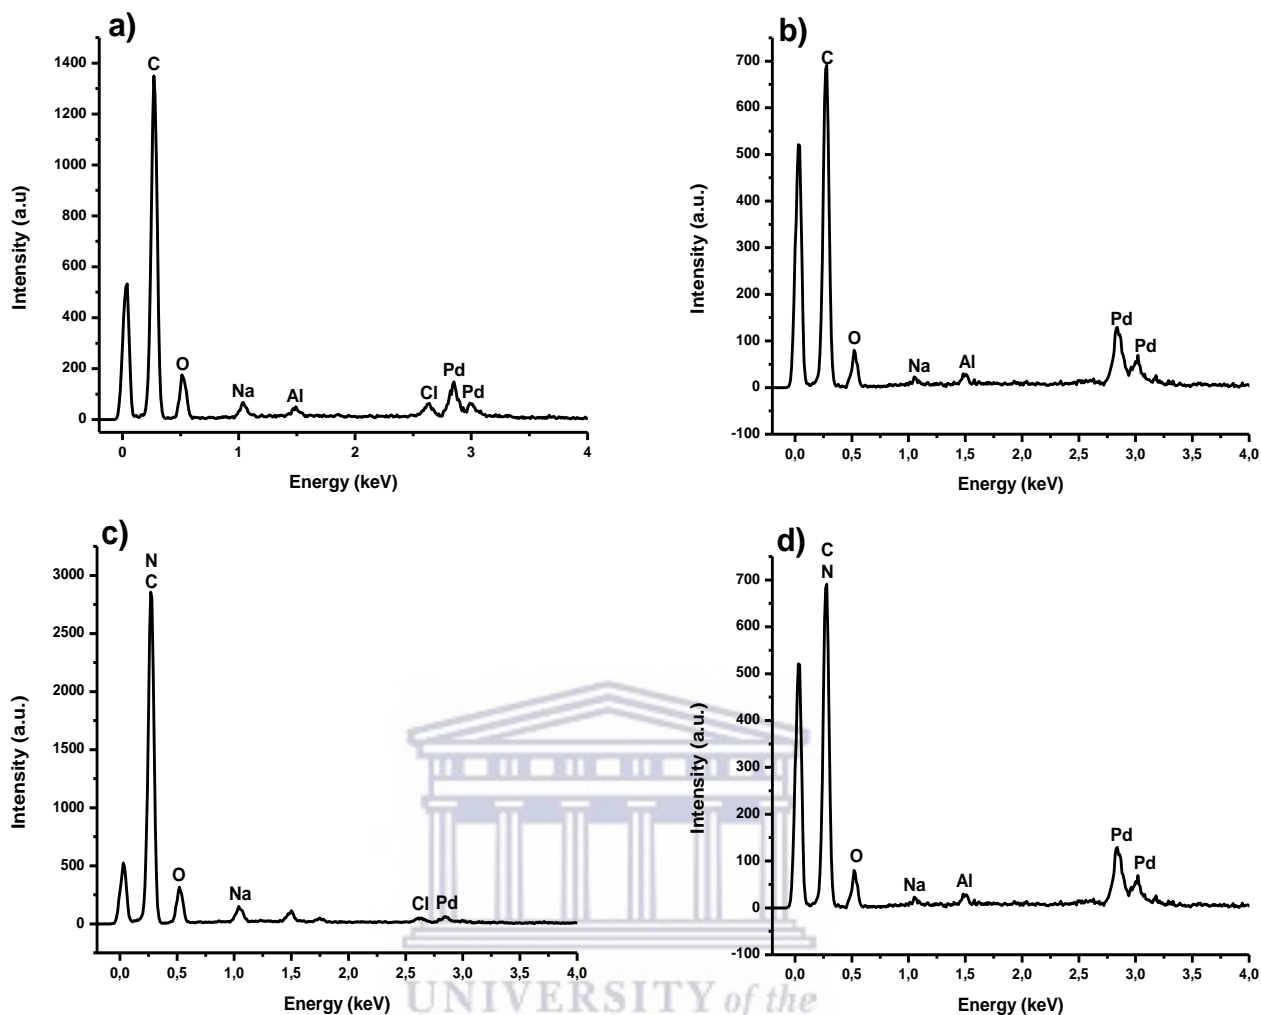 a)
Intensity (a.u)
1400
1200
1000
800
600
400
200
0
C
O
Na
Al
Cl
Pd
Pd
0 1 2 3 4
Energy (keV)
b)
Intensity (a.u.)
700
600
500
400
300
200
100
0
-100
C
O
Na
Al
Pd
Pd
0,0 0,5 1,0 1,5 2,0 2,5 3,0 3,5 4,0
Energy (keV)
c)
Intensity (a.u.)
3000
2500
2000
1500
1000
500
0
N
C
O
Na
Cl Pd
0,0 0,5 1,0 1,5 2,0 2,5 3,0 3,5 4,0
Energy (keV)
d)
Intensity (a.u.)
700
600
500
400
300
200
100
0
-100
C
N
O
Na
Al
Pd
Pd
0,0 0,5 1,0 1,5 2,0 2,5 3,0 3,5 4,0
Energy (keV)
UNIVERSITY of the